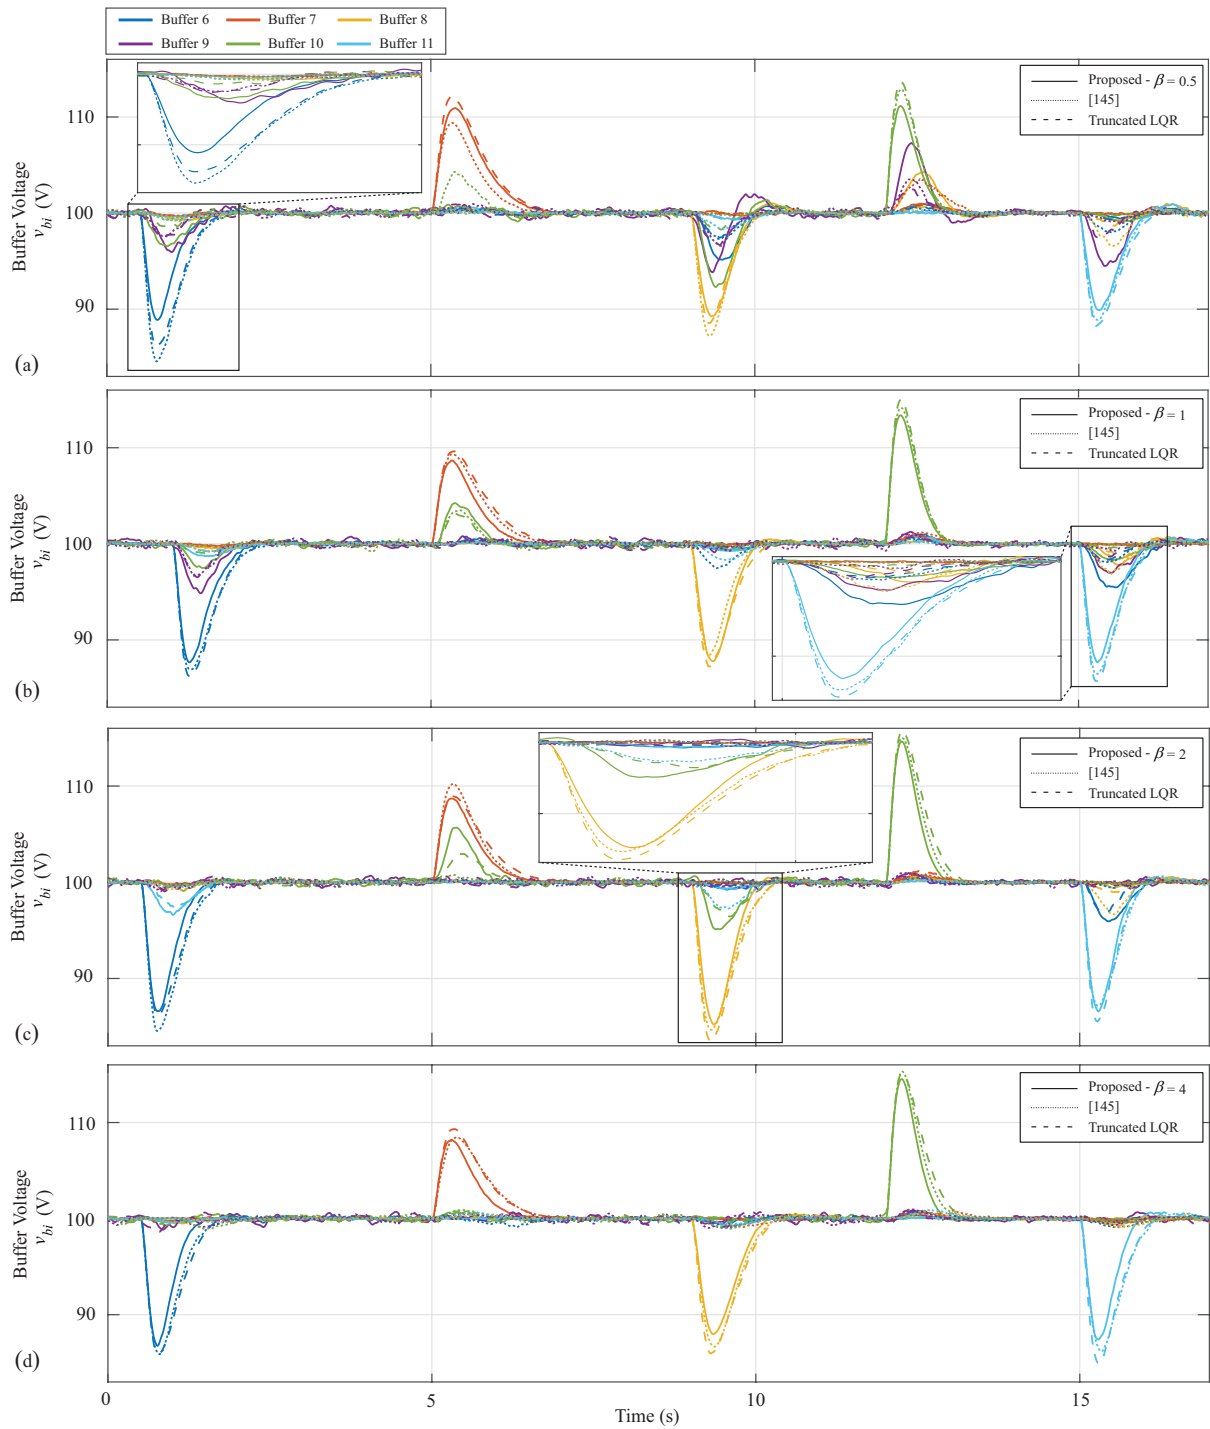 Buffer 6 Buffer 7 Buffer 8
Buffer 9 Buffer 10 Buffer 11
Proposed - β = 0.5
[145]
Truncated LQR
110
100
90
Buffer Voltage
v_bi (V)
(a)
Proposed - β = 1
[145]
Truncated LQR
110
100
90
Buffer Voltage
v_bi (V)
(b)
Proposed - β = 2
[145]
Truncated LQR
110
100
90
Buffer Voltage
v_bi (V)
(c)
Proposed - β = 4
[145]
Truncated LQR
110
100
90
Buffer Voltage
v_bi (V)
(d)
0 5 10 15
Time (s)